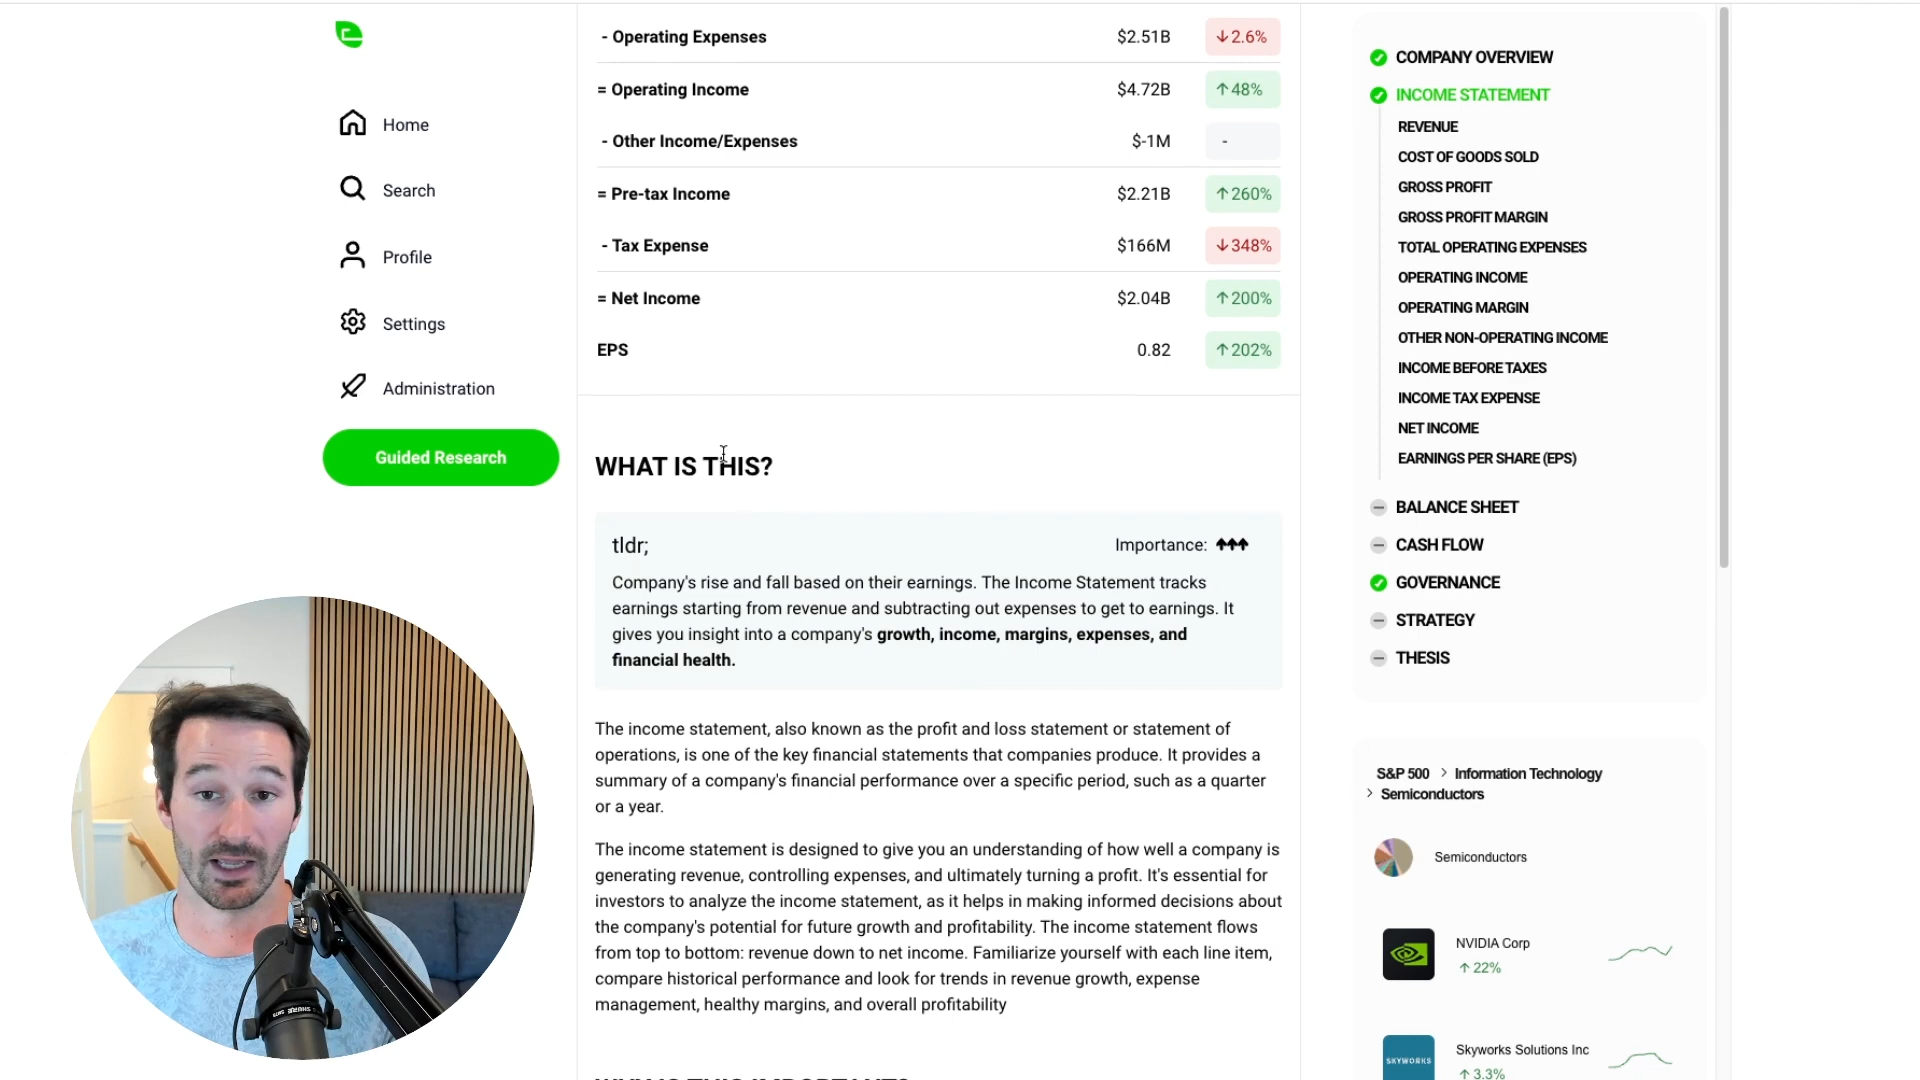 Home
Search
Profile
Settings
Administration
Guided Research
- Operating Expenses $2.51B ↓2.6%
= Operating Income $4.72B ↑48%
- Other Income/Expenses $-1M -
= Pre-tax Income $2.21B ↑260%
- Tax Expense $166M ↓348%
= Net Income $2.04B ↑200%
EPS 0.82 ↑202%
WHAT IS THIS?
tldr; Importance:
Company's rise and fall based on their earnings. The Income Statement tracks
earnings starting from revenue and subtracting out expenses to get to earnings. It
gives you insight into a company's growth, income, margins, expenses, and
financial health.
The income statement, also known as the profit and loss statement or statement of
operations, is one of the key financial statements that companies produce. It provides a
summary of a company's financial performance over a specific period, such as a quarter
or a year.
The income statement is designed to give you an understanding of how well a company is
generating revenue, controlling expenses, and ultimately turning a profit. It's essential for
investors to analyze the income statement, as it helps in making informed decisions about
the company's potential for future growth and profitability. The income statement flows
from top to bottom: revenue down to net income. Familiarize yourself with each line item,
compare historical performance and look for trends in revenue growth, expense
management, healthy margins, and overall profitability
COMPANY OVERVIEW
INCOME STATEMENT
REVENUE
COST OF GOODS SOLD
GROSS PROFIT
GROSS PROFIT MARGIN
TOTAL OPERATING EXPENSES
OPERATING INCOME
OPERATING MARGIN
OTHER NON-OPERATING INCOME
INCOME BEFORE TAXES
INCOME TAX EXPENSE
NET INCOME
EARNINGS PER SHARE (EPS)
BALANCE SHEET
CASH FLOW
GOVERNANCE
STRATEGY
THESIS
S&P 500 > Information Technology
> Semiconductors
Semiconductors
NVIDIA Corp
↑ 22%
SKYWORKS
Skyworks Solutions Inc
↑ 3.3%
SHURE